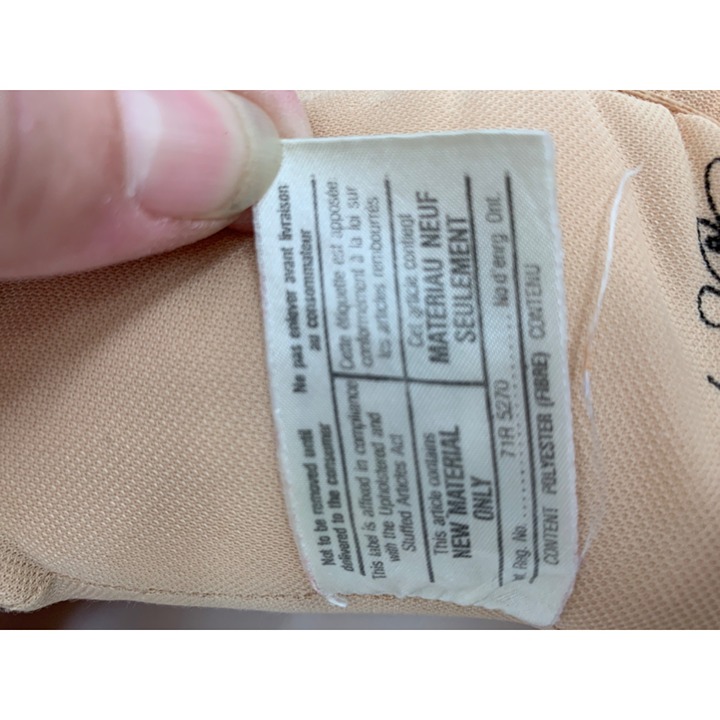 Not to be removed until
delivered to the consumer
Ne pas enlever avant livraison
au consommateur
This label is affixed in compliance
with the Upholstered and
Stuffed Articles Act
Cette étiquette est apposée
conformément à la loi sur
les articles rembourrés
This article contains
NEW MATERIAL
ONLY
Cet article contient
MATERIAU NEUF
SEULEMENT
Reg. No. 71R 5270 No d'enrg. Ont.
CONTENT POLYESTER (FIBRE) CONTENU